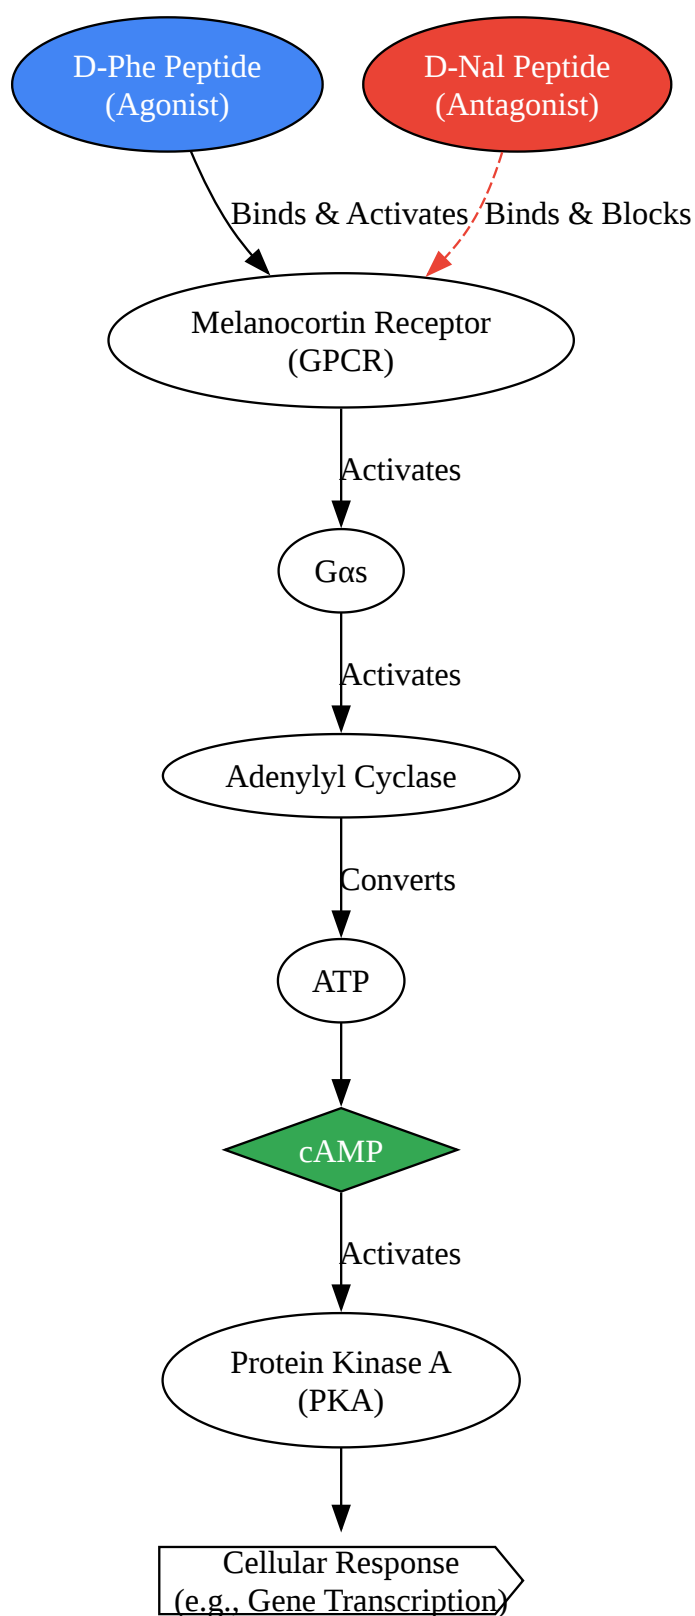 D-Phe Peptide
(Agonist)
D-Nal Peptide
(Antagonist)
Binds & Activates
Binds & Blocks
Melanocortin Receptor
(GPCR)
Activates
Gαs
Activates
Adenylyl Cyclase
Converts
ATP
cAMP
Activates
Protein Kinase A
(PKA)
Cellular Response
(e.g., Gene Transcription)